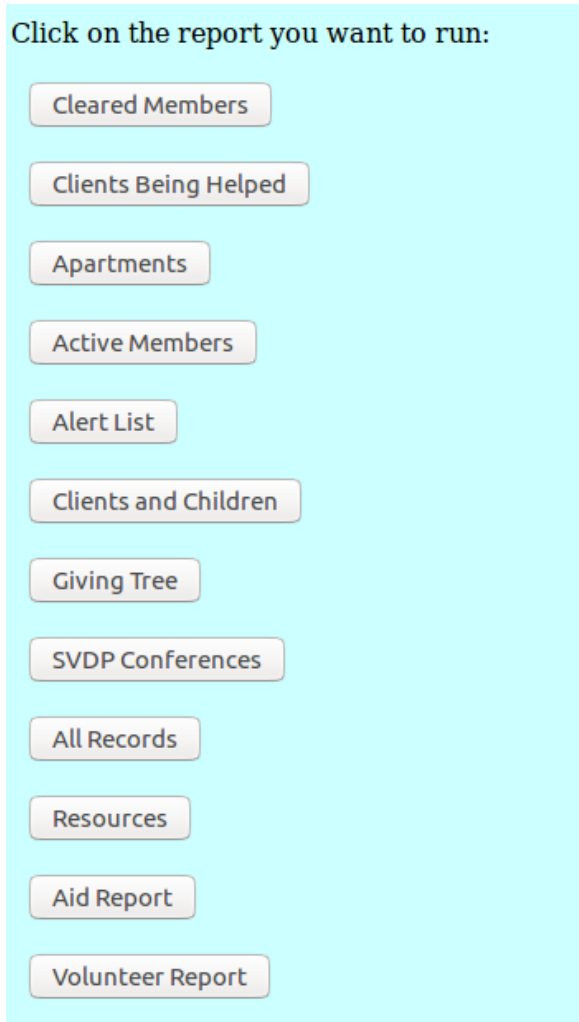 Click on the report you want to run:
Cleared Members
Clients Being Helped
Apartments
Active Members
Alert List
Clients and Children
Giving Tree
SVDP Conferences
All Records
Resources
Aid Report
Volunteer Report